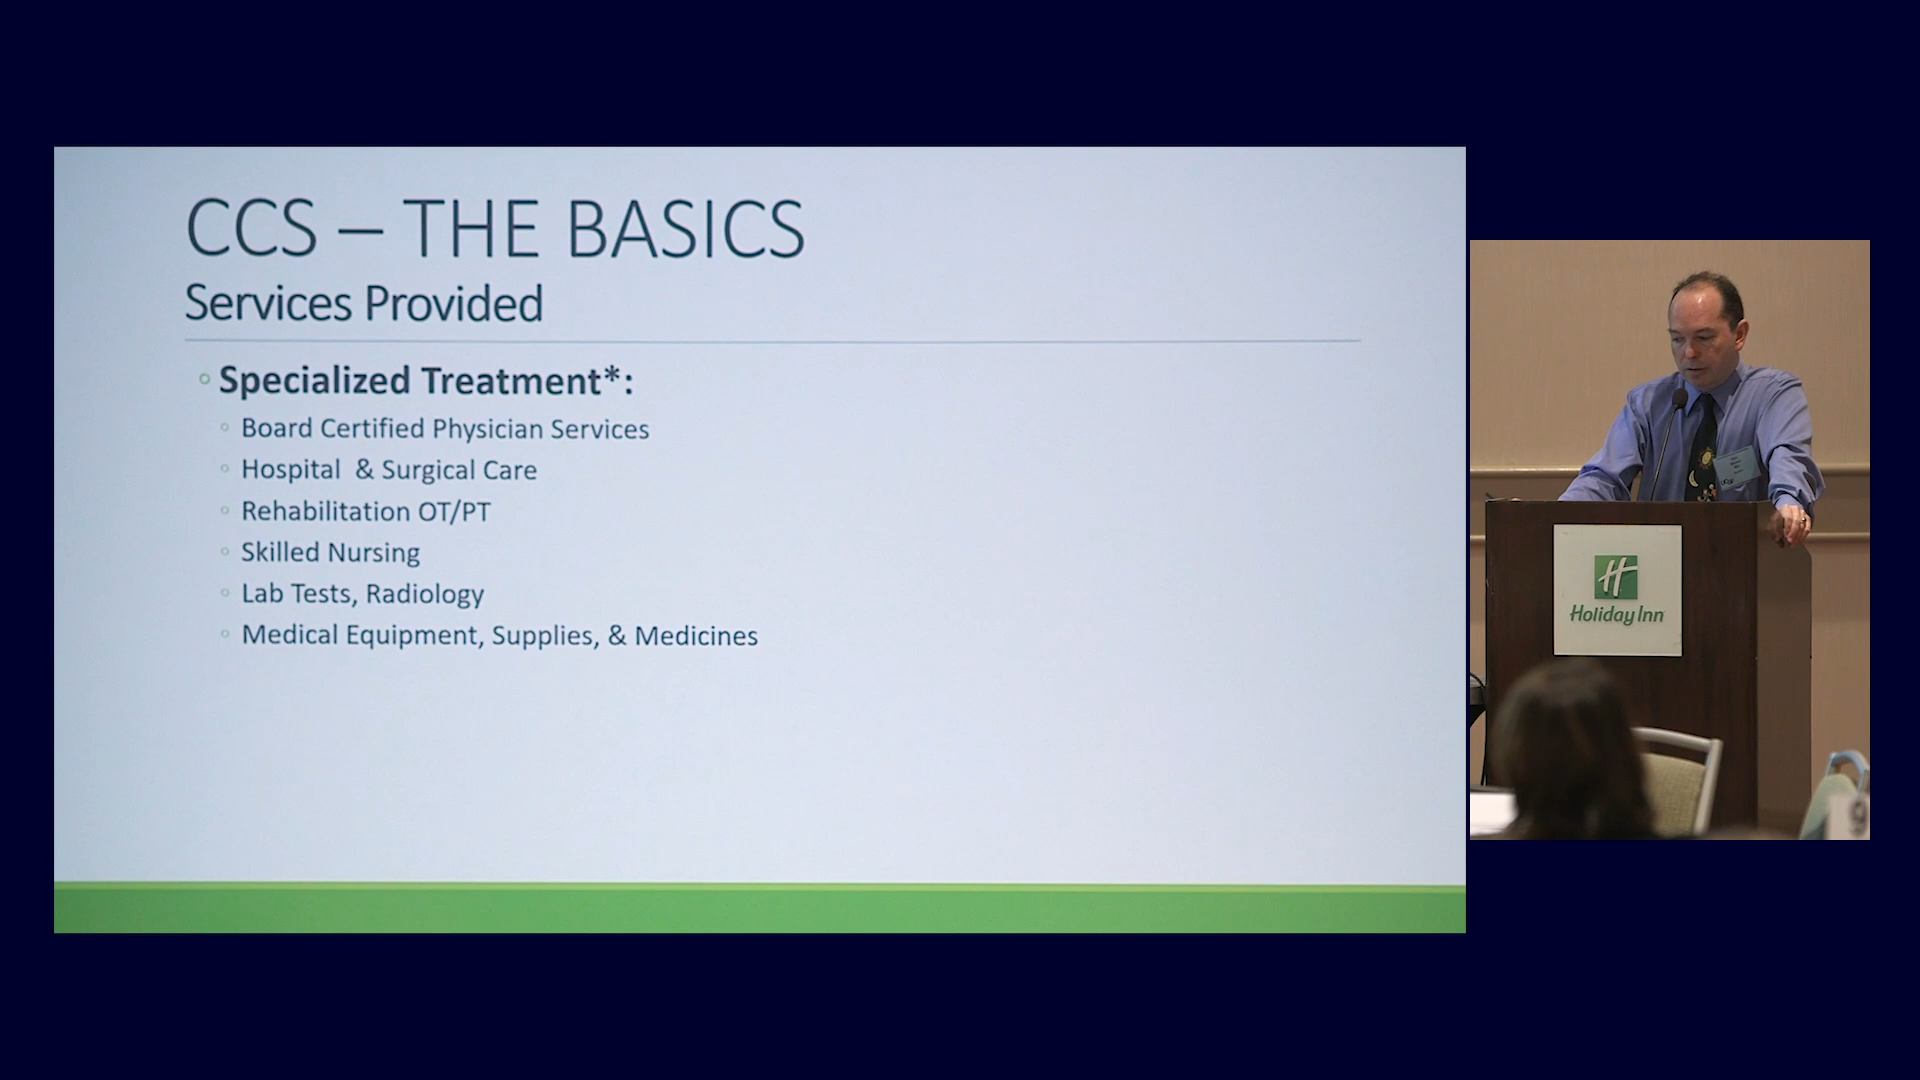 CCS – THE BASICS
Services Provided
Specialized Treatment*:
Board Certified Physician Services
Hospital & Surgical Care
Rehabilitation OT/PT
Skilled Nursing
Lab Tests, Radiology
Medical Equipment, Supplies, & Medicines
H
Holiday Inn
9